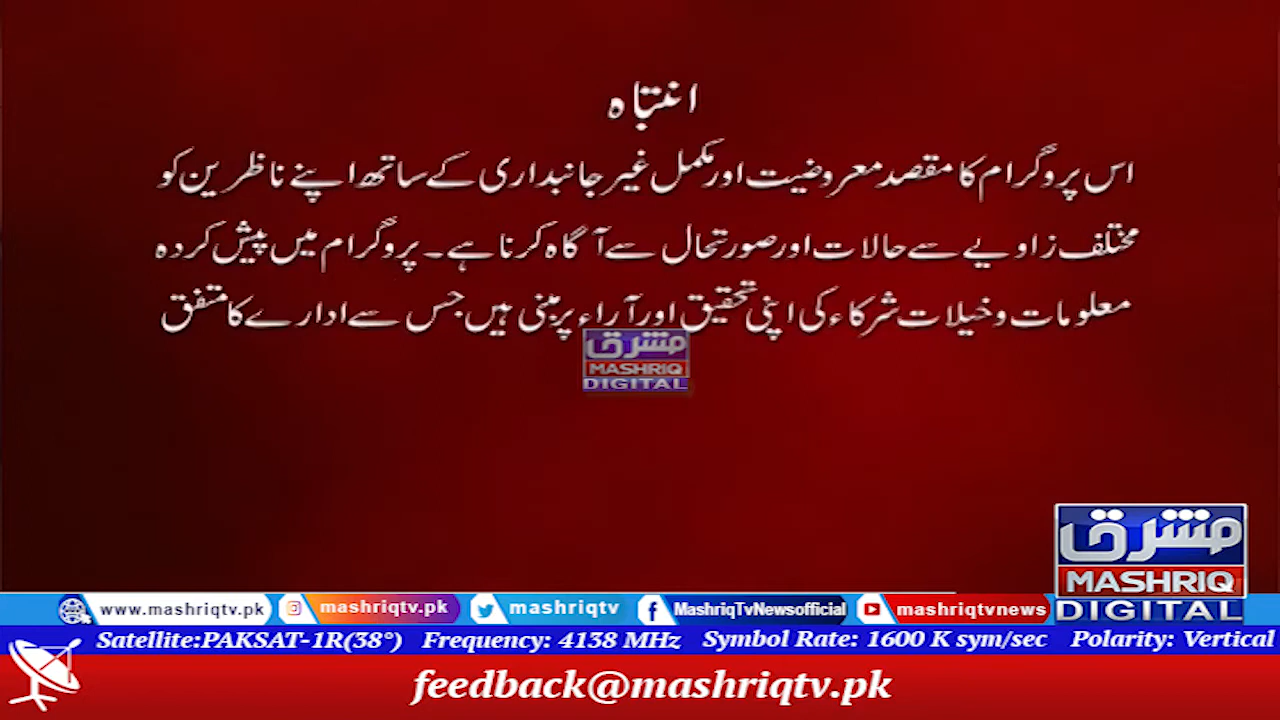 انتباہ
اس پروگرام کا مقصد معروضیت اور مکمل غیر جانبداری کے ساتھ اپنے ناظرین کو
مختلف زاویے سے حالات اور صورتحال سے آگاہ کرنا ہے۔ پروگرام میں پیش کردہ
معلومات و خیلات شرکاء کی اپنی تحقیق اور آراء پر مبنی ہیں جس سے ادارے کا متفق
مشرق
MASHRIQ
DIGITAL
مشرق
MASHRIQ
DIGITAL
www.mashriqtv.pk mashriqtv.pk mashriqtv MashriqTvNewsofficial mashriqtvnews
Satellite:PAKSAT-1R(38°) Frequency: 4138 MHz Symbol Rate: 1600 K sym/sec Polarity: Vertical
feedback@mashriqtv.pk